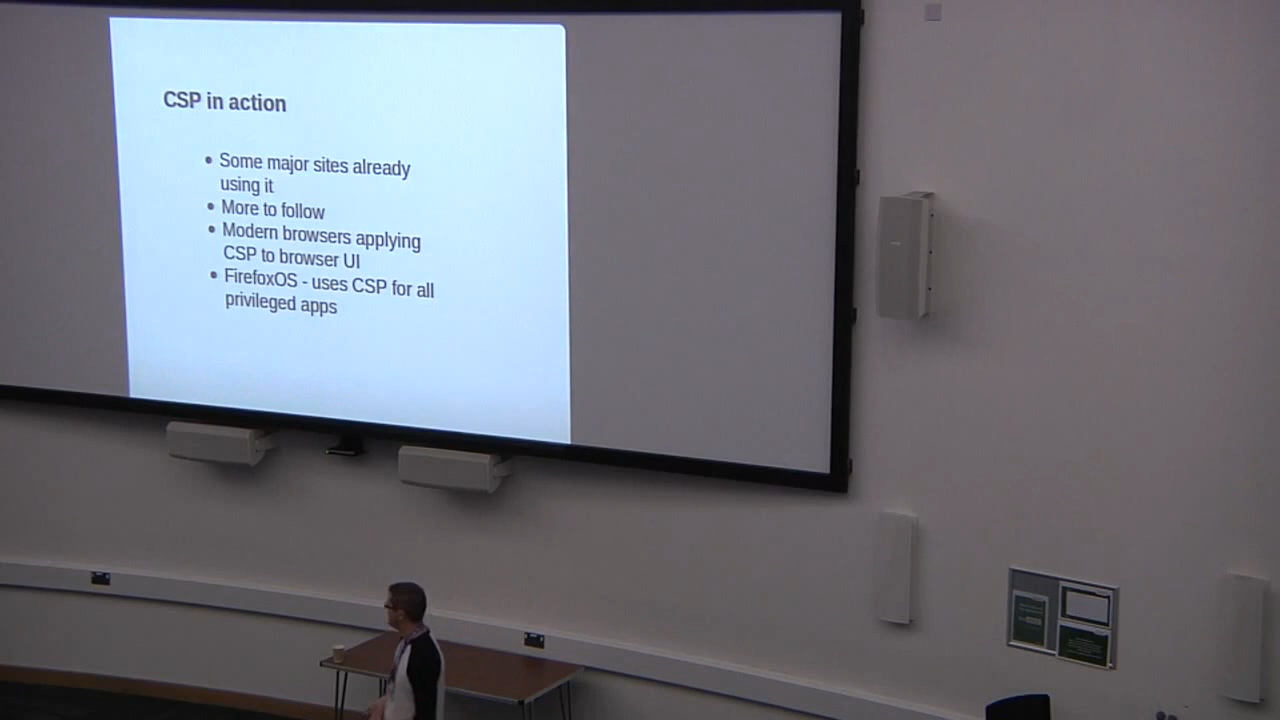 CSP in action
• Some major sites already
using it
• More to follow
• Modern browsers applying
CSP to browser UI
• FirefoxOS - uses CSP for all
privileged apps